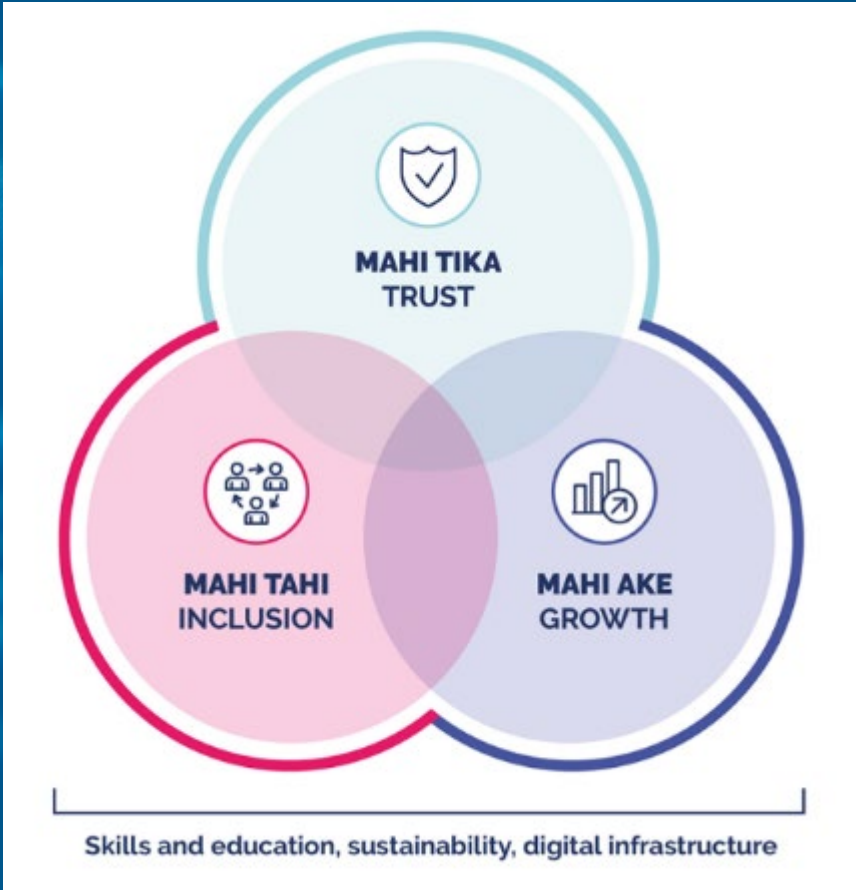 MAHI TIKA
TRUST
MAHI TAHI
INCLUSION
MAHI AKE
GROWTH
Skills and education, sustainability, digital infrastructure